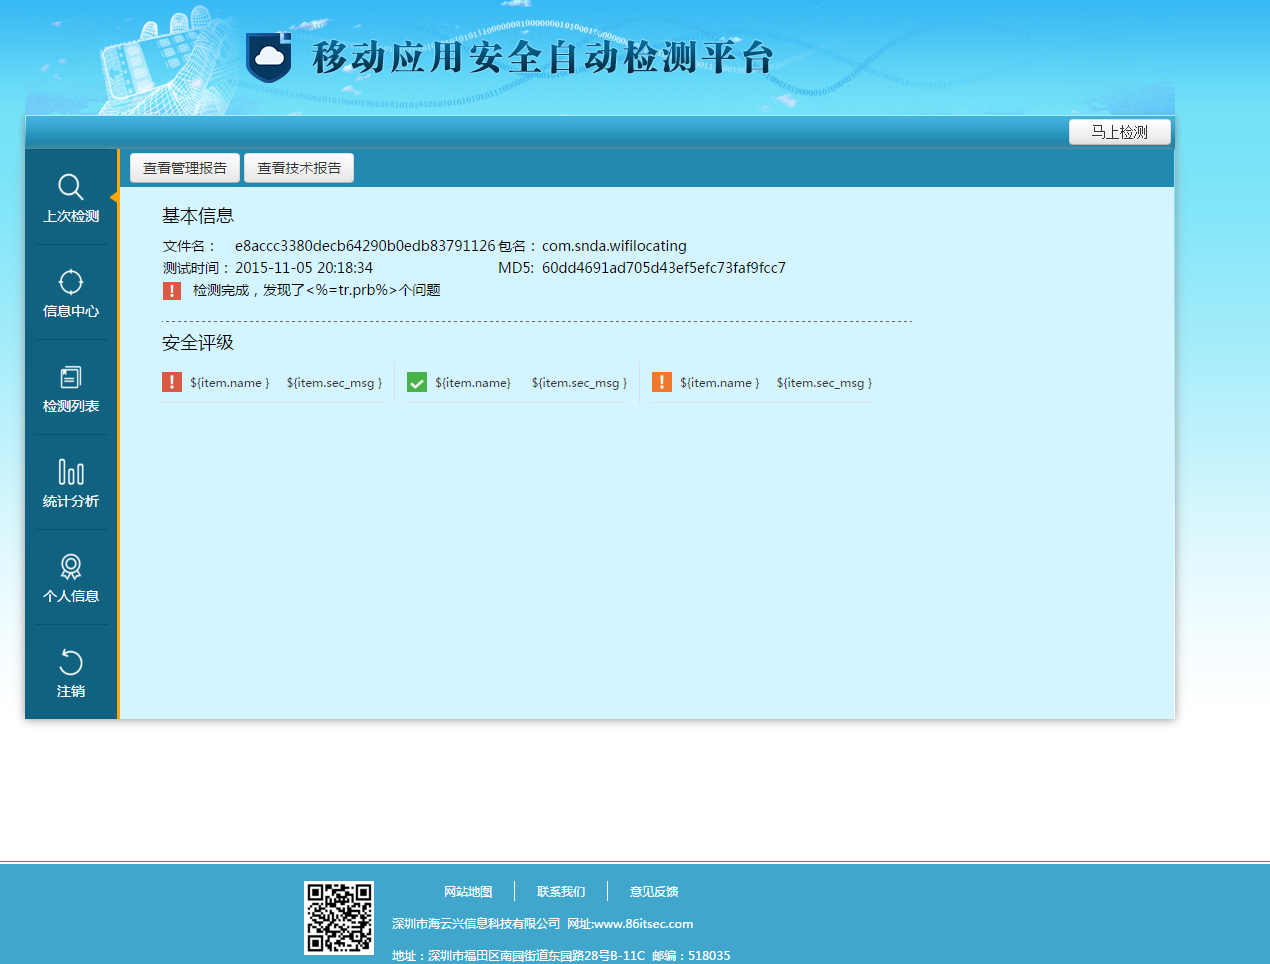 移动应用安全自动检测平台
马上检测
查看管理报告 查看技术报告
上次检测
信息中心
检测列表
统计分析
个人信息
注销
基本信息
文件名： e8accc3380decb64290b0edb83791126 包名： com.snda.wifilocating
测试时间： 2015-11-05 20:18:34 MD5: 60dd4691ad705d43ef5efc73faf9fcc7
检测完成，发现了<%=tr.prb%>个问题
安全评级
${item.name } ${item.sec_msg } ${item.name} ${item.sec_msg } ${item.name } ${item.sec_msg }
网站地图 联系我们 意见反馈
深圳市海云兴信息科技有限公司 网址:www.86itsec.com
地址：深圳市福田区南园街道东园路28号B-11C 邮编：518035